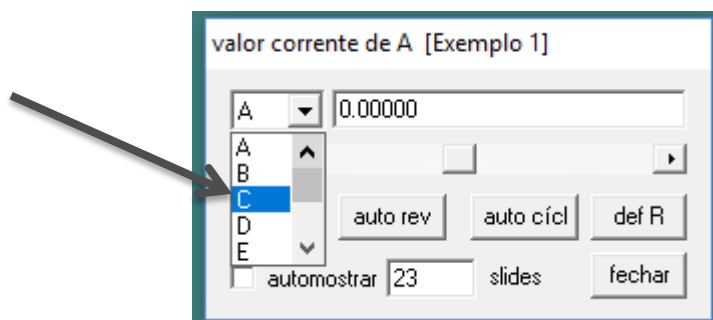 valor corrente de A [Exemplo 1]
A 0.00000
A
B
C
D
E
auto rev auto cícl def R
automostrar 23 slides fechar